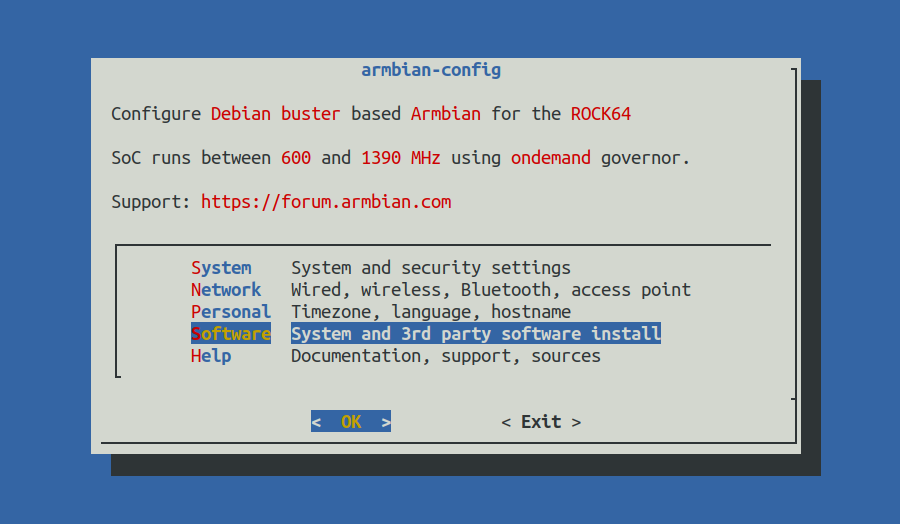 armbian-config
Configure Debian buster based Armbian for the ROCK64
SoC runs between 600 and 1390 MHz using ondemand governor.
Support: https://forum.armbian.com
System System and security settings
Network Wired, wireless, Bluetooth, access point
Personal Timezone, language, hostname
Software System and 3rd party software install
Help Documentation, support, sources
< OK > < Exit >